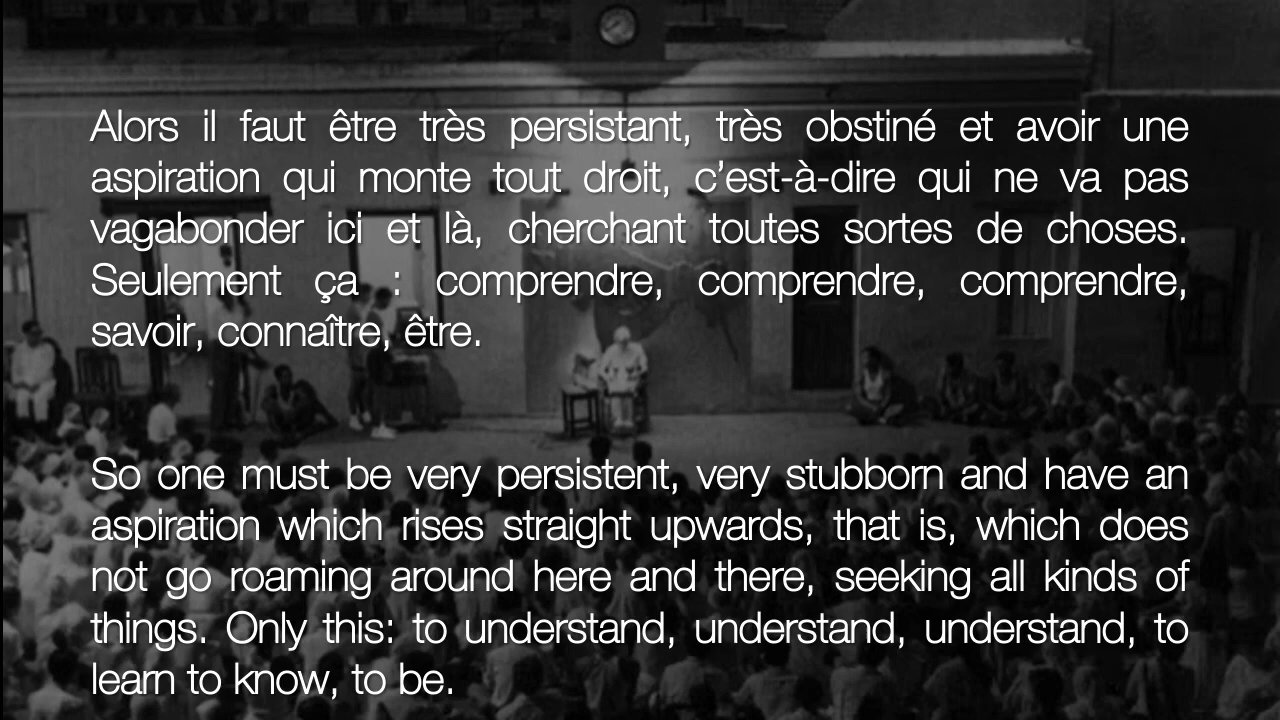 Alors il faut être très persistant, très obstiné et avoir une
aspiration qui monte tout droit, c’est-à-dire qui ne va pas
vagabonder ici et là, cherchant toutes sortes de choses.
Seulement ça : comprendre, comprendre, comprendre,
savoir, connaître, être.
So one must be very persistent, very stubborn and have an
aspiration which rises straight upwards, that is, which does
not go roaming around here and there, seeking all kinds of
things. Only this: to understand, understand, understand, to
learn to know, to be.